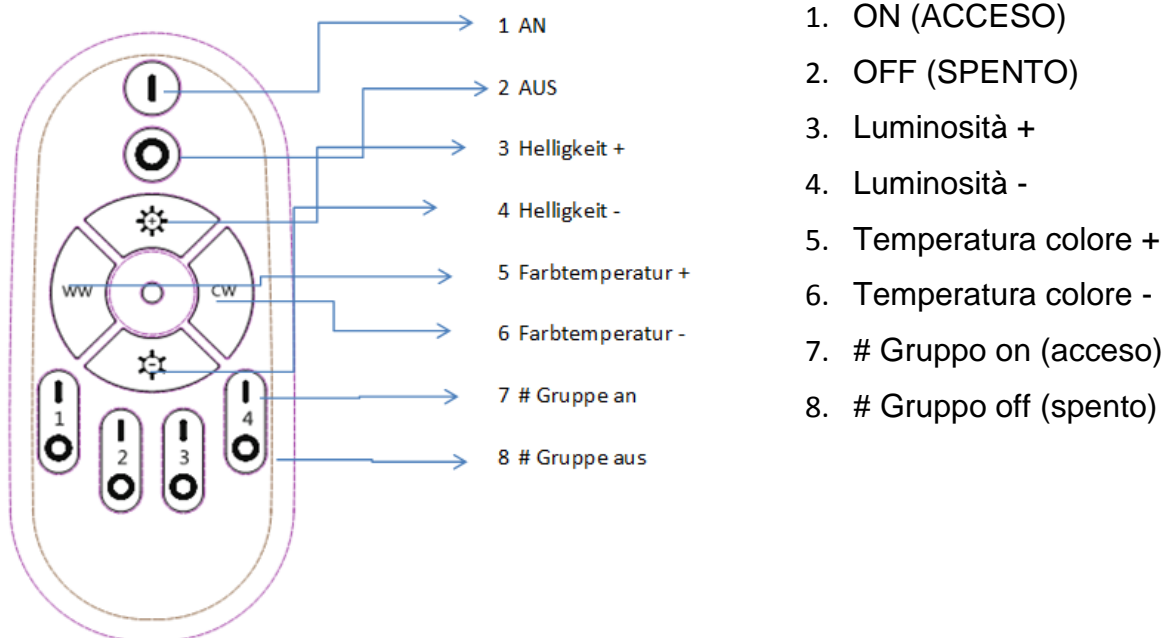 1 AN
2 AUS
3 Helligkeit +
4 Helligkeit -
5 Farbtemperatur +
6 Farbtemperatur -
7 # Gruppe an
8 # Gruppe aus
WW
CW
1
2
3
4
1. ON (ACCESO)
2. OFF (SPENTO)
3. Luminosità +
4. Luminosità -
5. Temperatura colore +
6. Temperatura colore -
7. # Gruppo on (acceso)
8. # Gruppo off (spento)